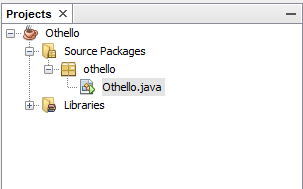 Projects
Othello
Source Packages
othello
Othello.java
Libraries